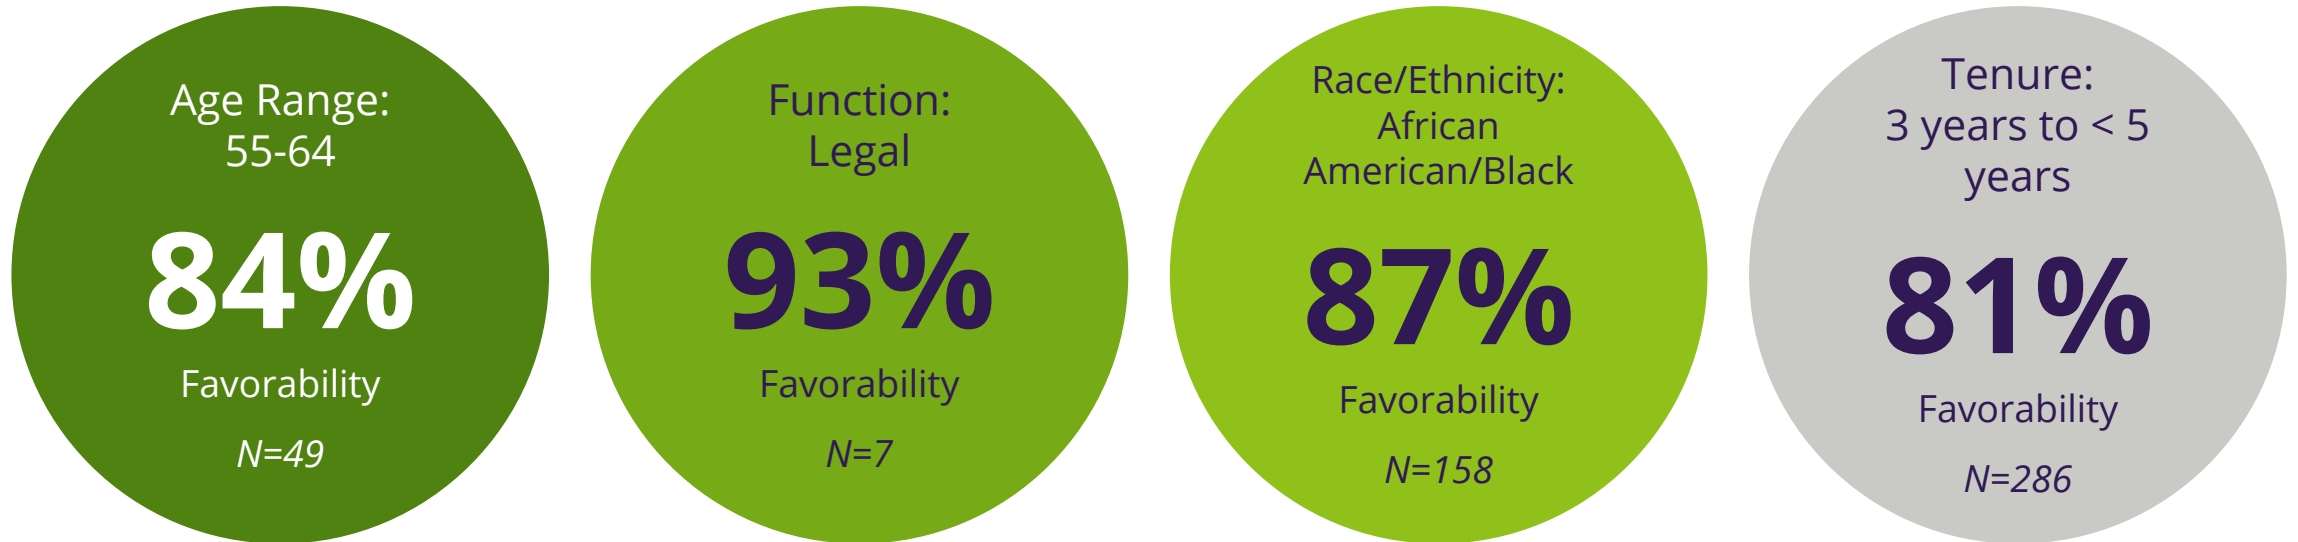 Age Range:
55-64
84%
Favorability
N=49
Function:
Legal
93%
Favorability
N=7
Race/Ethnicity:
African
American/Black
87%
Favorability
N=158
Tenure:
3 years to < 5
years
81%
Favorability
N=286